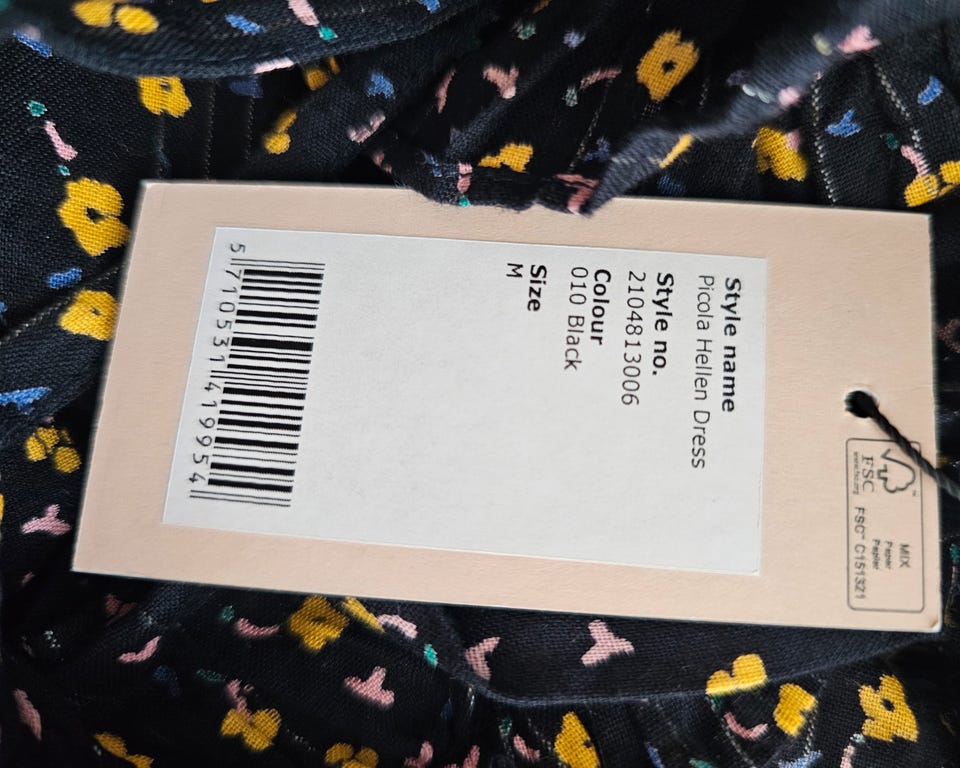 Style name
Picola Hellen Dress
Style no.
2104813006
Colour
010 Black
Size
M
5 710531 419954
FSC
www.fsc.org
MIX
Paper
Papier
FSC™ C151321